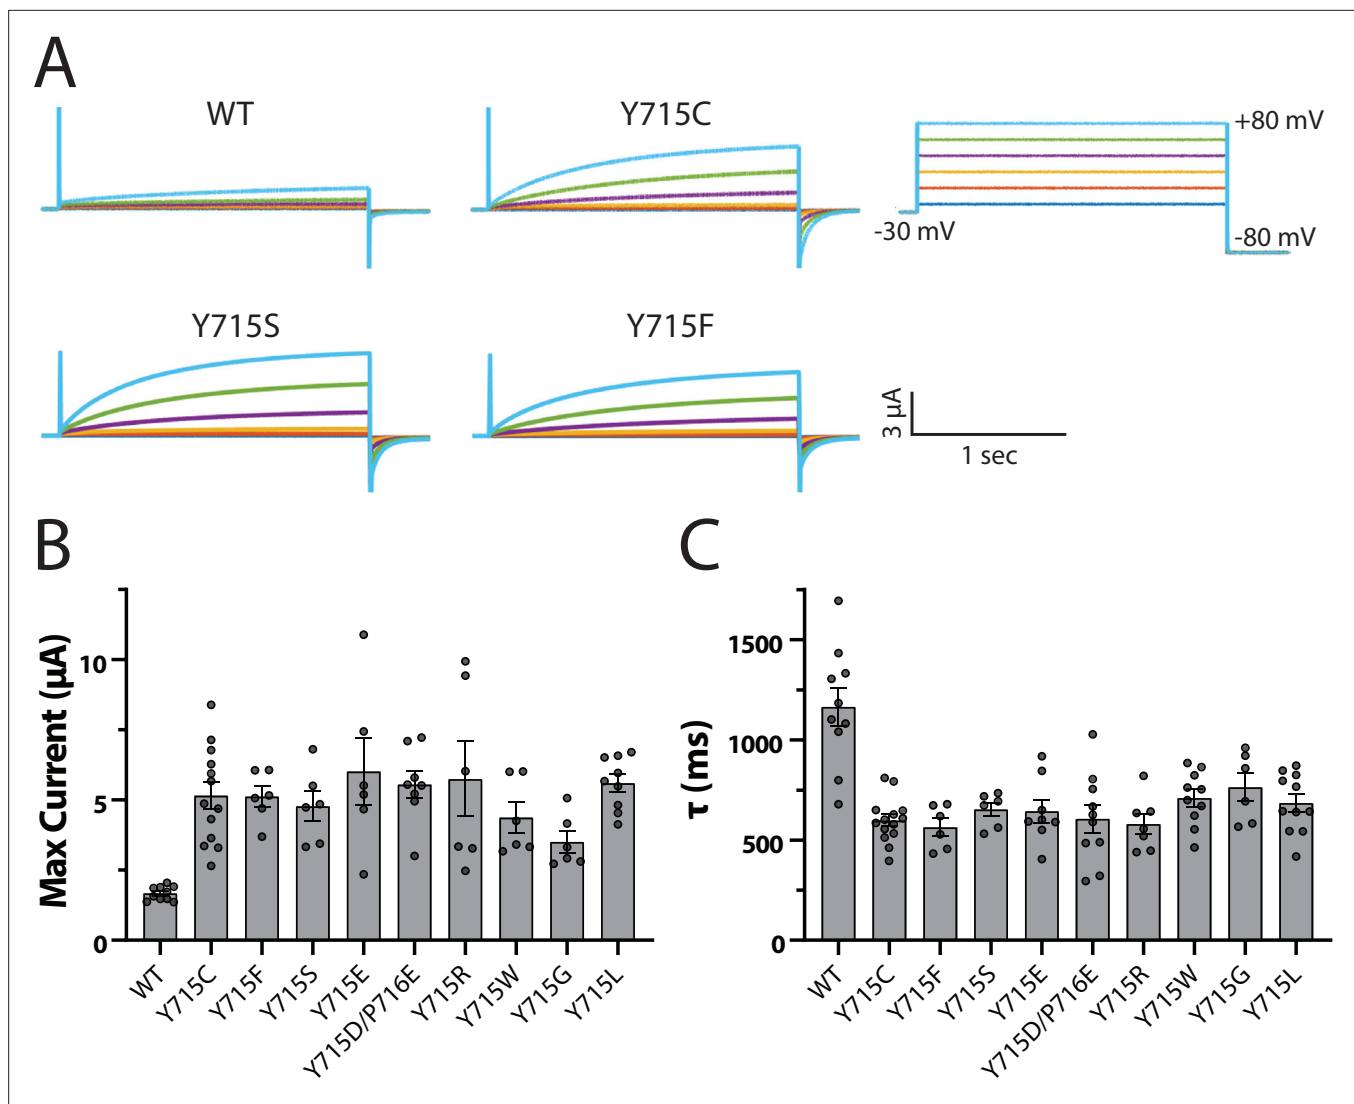 A
WT
Y715C
+80 mV
-30 mV
-80 mV
Y715S
Y715F
3 µA
1 sec
B
Max Current (µA)
10
5
0
WT
Y715C
Y715F
Y715S
Y715E
Y715D/P716E
Y715R
Y715W
Y715G
Y715L
C
τ (ms)
1500
1000
500
0
WT
Y715C
Y715F
Y715S
Y715E
Y715D/P716E
Y715R
Y715W
Y715G
Y715L